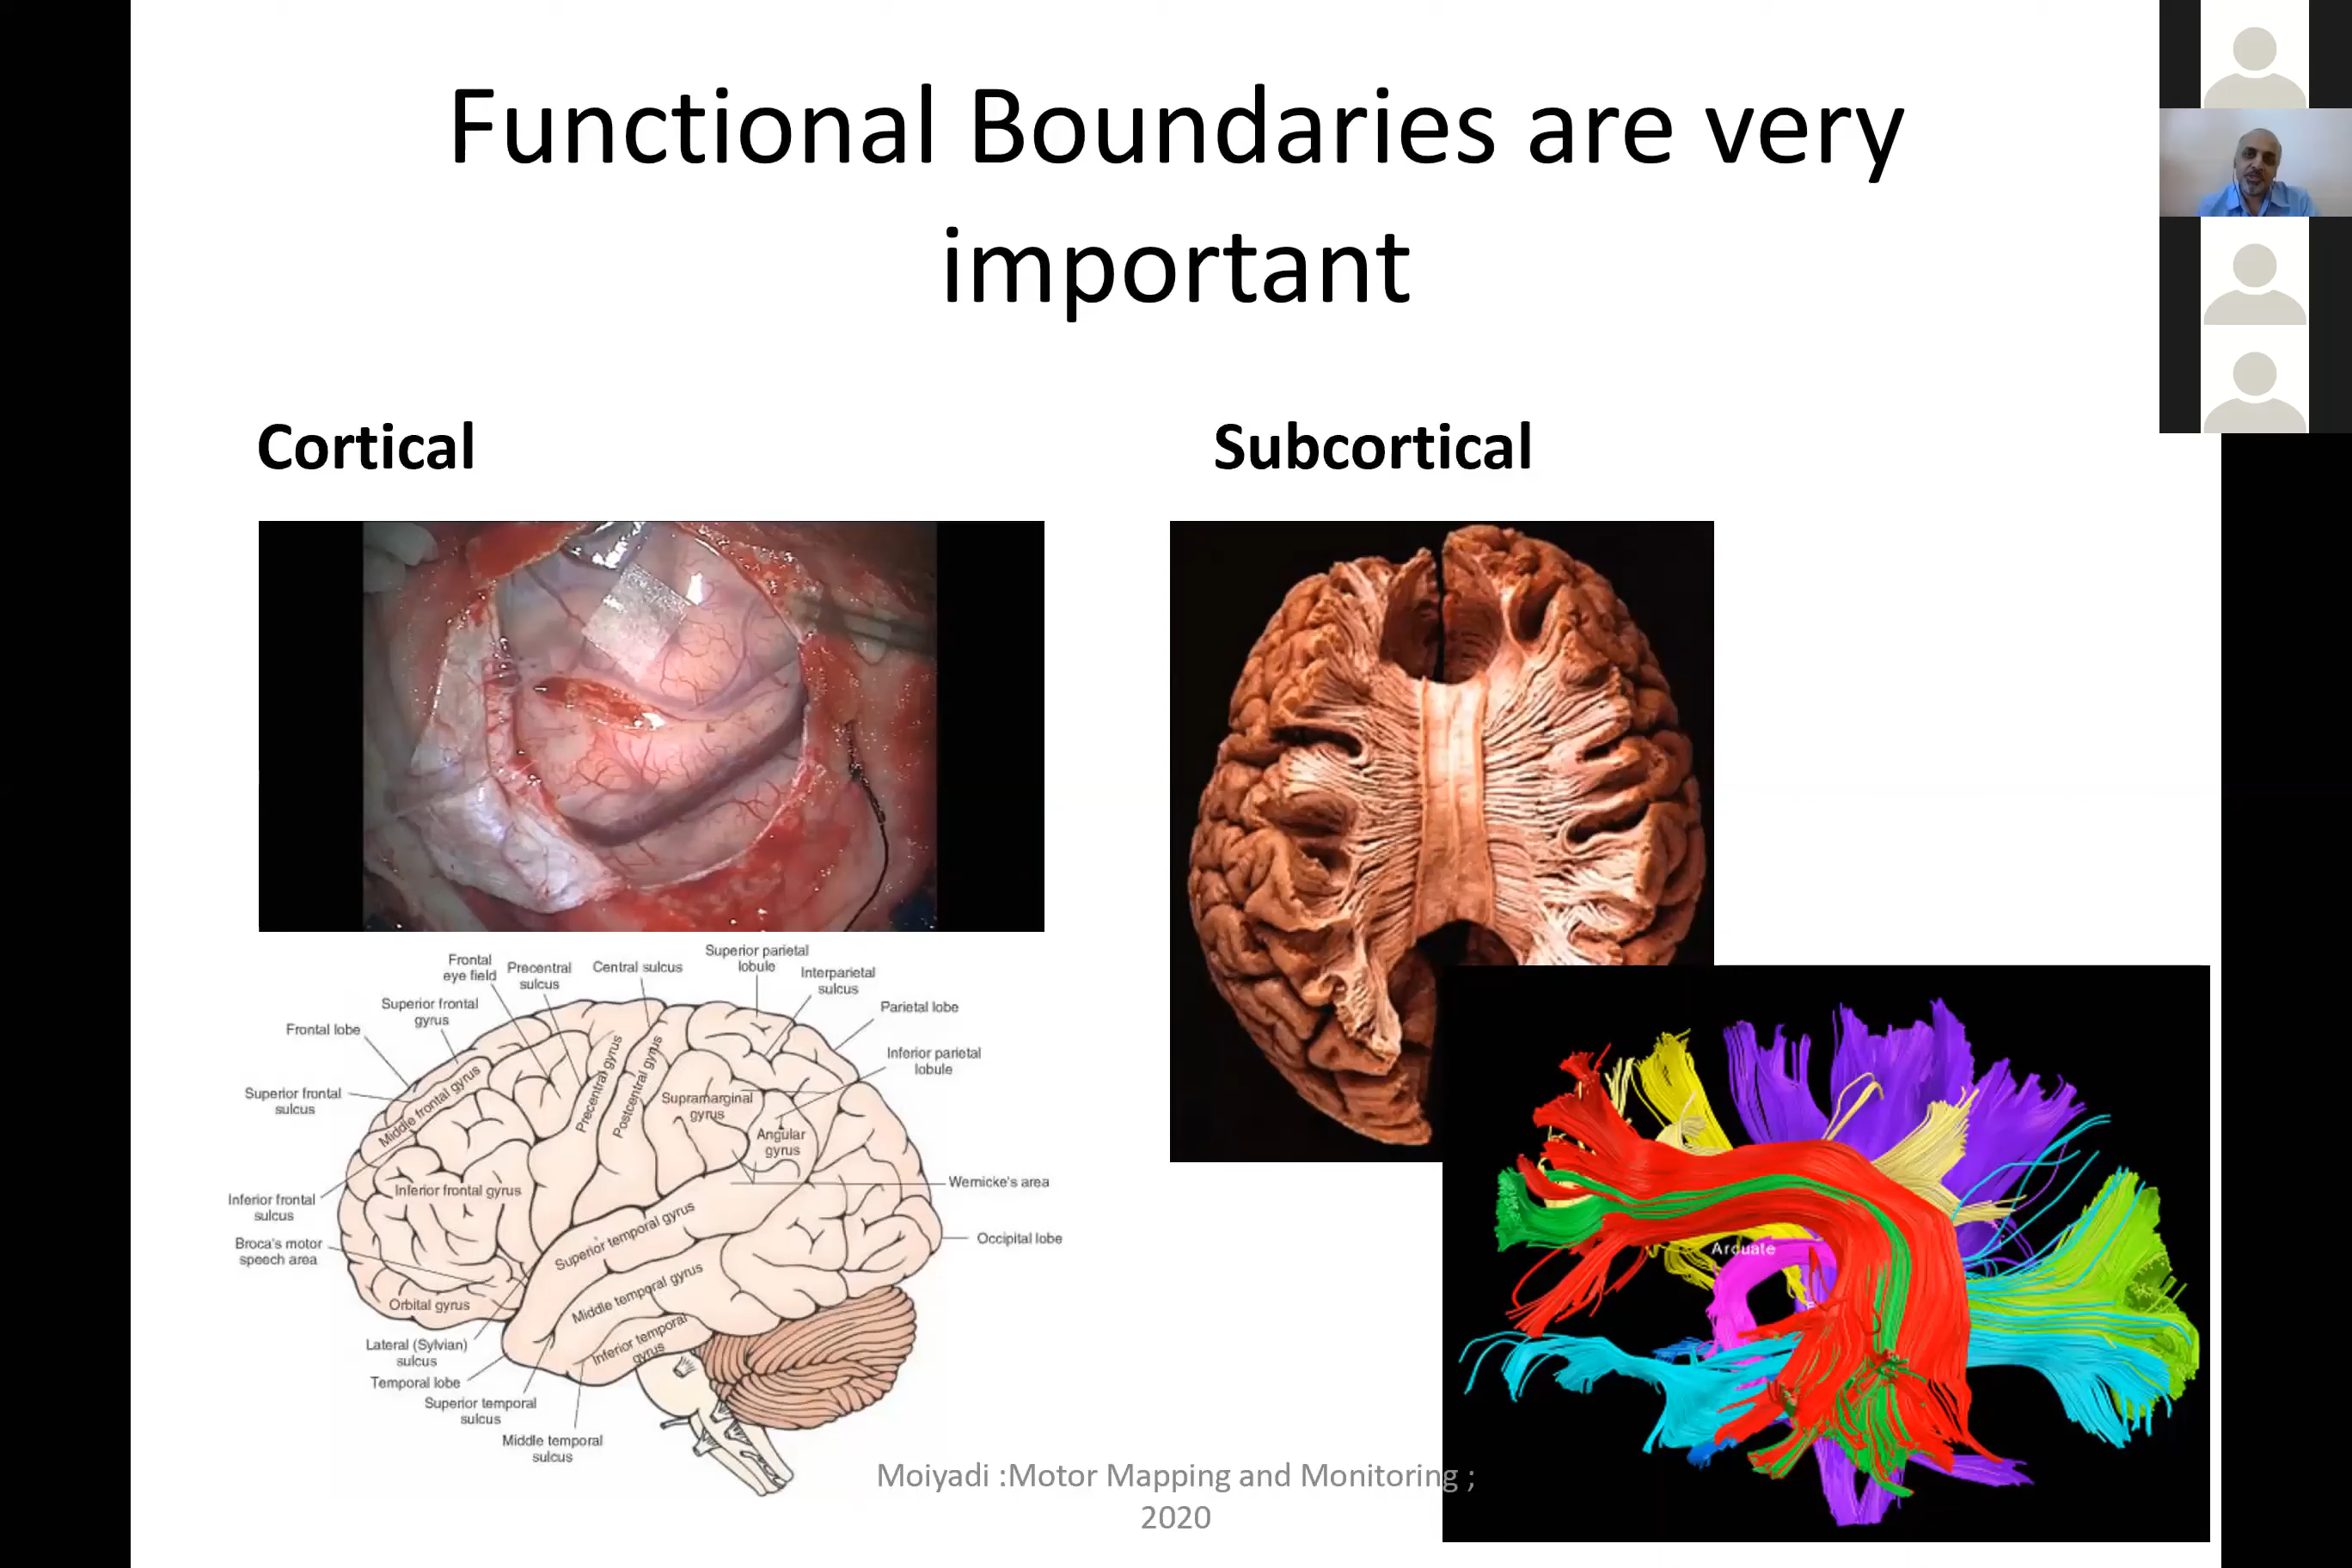 Functional Boundaries are very
important
Cortical
Subcortical
Frontal
eye field
Precentral
sulcus
Central sulcus
Superior parietal
lobule
Interparietal
sulcus
Superior frontal
gyrus
Parietal lobe
Frontal lobe
Inferior parietal
lobule
Superior frontal
sulcus
Middle frontal gyrus
Precentral gyrus
Postcentral gyrus
Supramarginal
gyrus
Angular
gyrus
Wernicke's area
Inferior frontal
sulcus
Inferior frontal gyrus
Superior temporal gyrus
Broca's motor
speech area
Occipital lobe
Middle temporal gyrus
Orbital gyrus
Inferior temporal
gyrus
Lateral (Sylvian)
sulcus
Temporal lobe
Superior temporal
sulcus
Middle temporal
sulcus
Arcuate
Moiyadi :Motor Mapping and Monitoring ;
2020